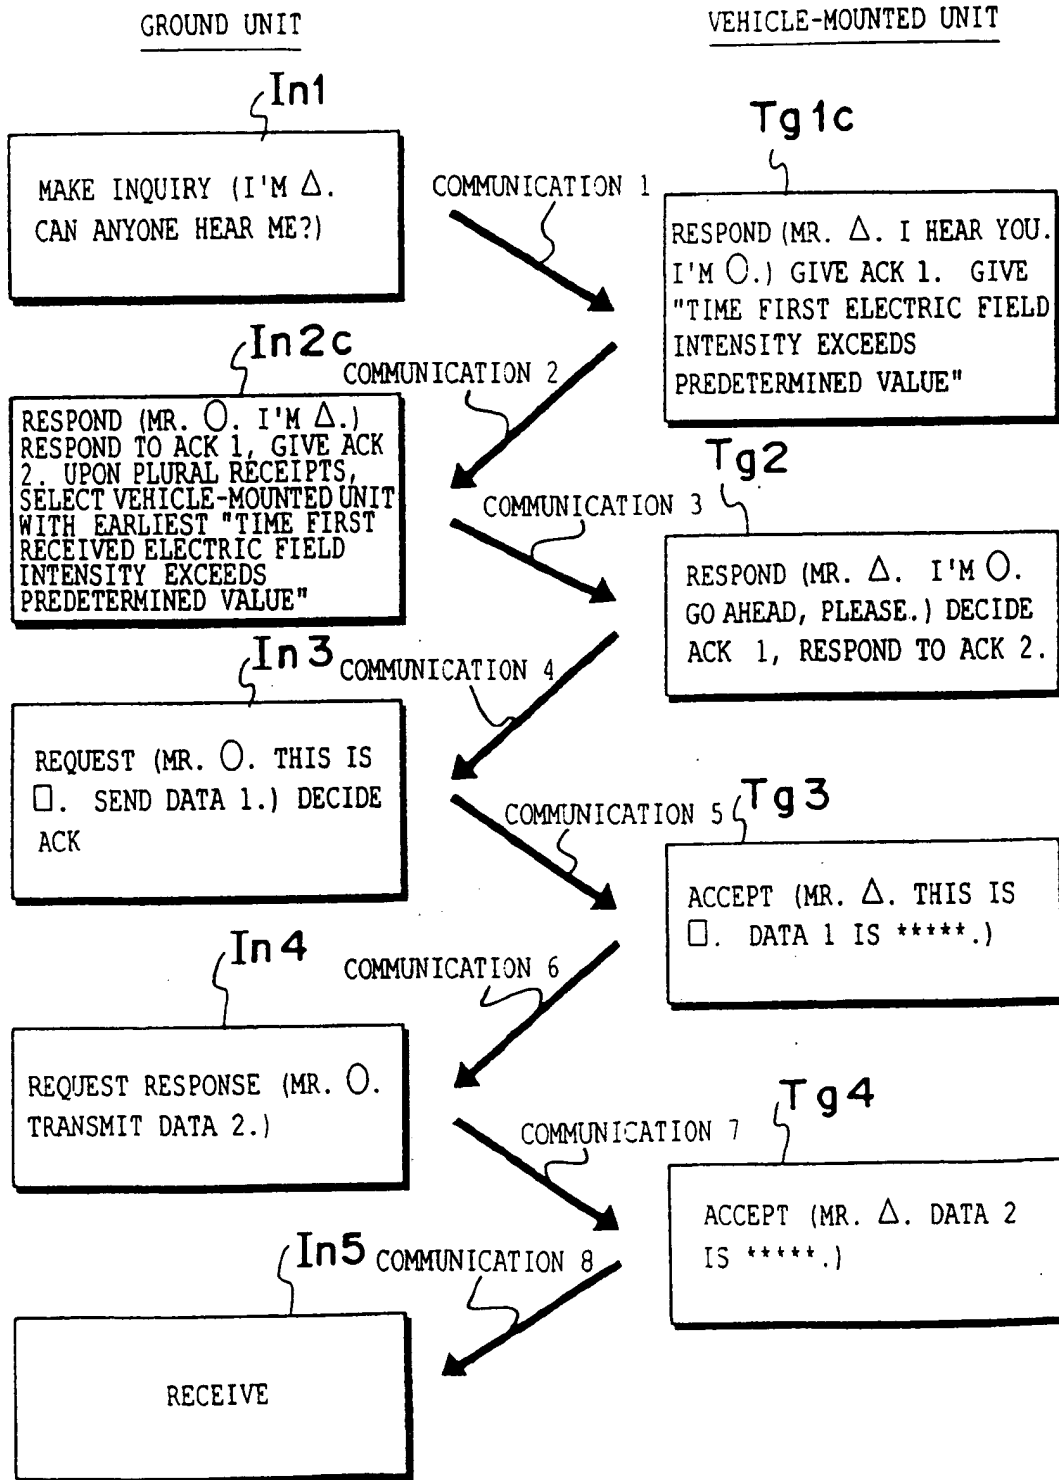 GROUND UNIT
VEHICLE-MOUNTED UNIT
In1
MAKE INQUIRY (I'M △.
CAN ANYONE HEAR ME?)
COMMUNICATION 1
Tg1c
RESPOND (MR. △. I HEAR YOU.
I'M ○.) GIVE ACK 1. GIVE
"TIME FIRST ELECTRIC FIELD
INTENSITY EXCEEDS
PREDETERMINED VALUE"
COMMUNICATION 2
In2c
RESPOND (MR. ○. I'M △.)
RESPOND TO ACK 1, GIVE ACK
2. UPON PLURAL RECEIPTS,
SELECT VEHICLE-MOUNTED UNIT
WITH EARLIEST "TIME FIRST
RECEIVED ELECTRIC FIELD
INTENSITY EXCEEDS
PREDETERMINED VALUE"
COMMUNICATION 3
Tg2
RESPOND (MR. △. I'M ○.
GO AHEAD, PLEASE.) DECIDE
ACK 1, RESPOND TO ACK 2.
COMMUNICATION 4
In3
REQUEST (MR. ○. THIS IS
□. SEND DATA 1.) DECIDE
ACK
COMMUNICATION 5
Tg3
ACCEPT (MR. △. THIS IS
□. DATA 1 IS *****.)
COMMUNICATION 6
In4
REQUEST RESPONSE (MR. ○.
TRANSMIT DATA 2.)
COMMUNICATION 7
Tg4
ACCEPT (MR. △. DATA 2
IS *****.)
COMMUNICATION 8
In5
RECEIVE